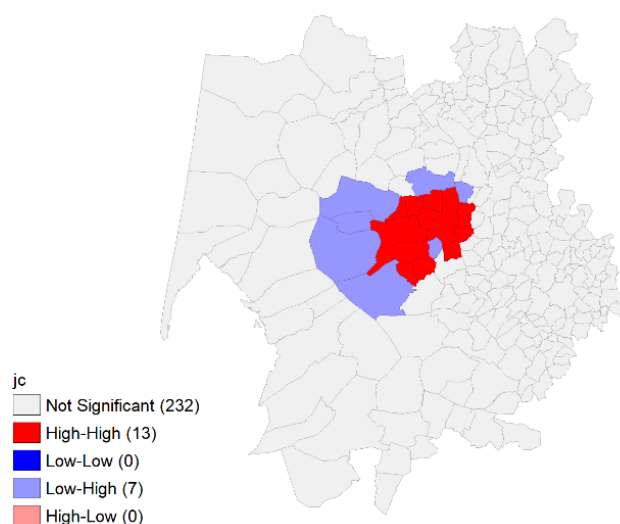 jc
Not Significant (232)
High-High (13)
Low-Low (0)
Low-High (7)
High-Low (0)